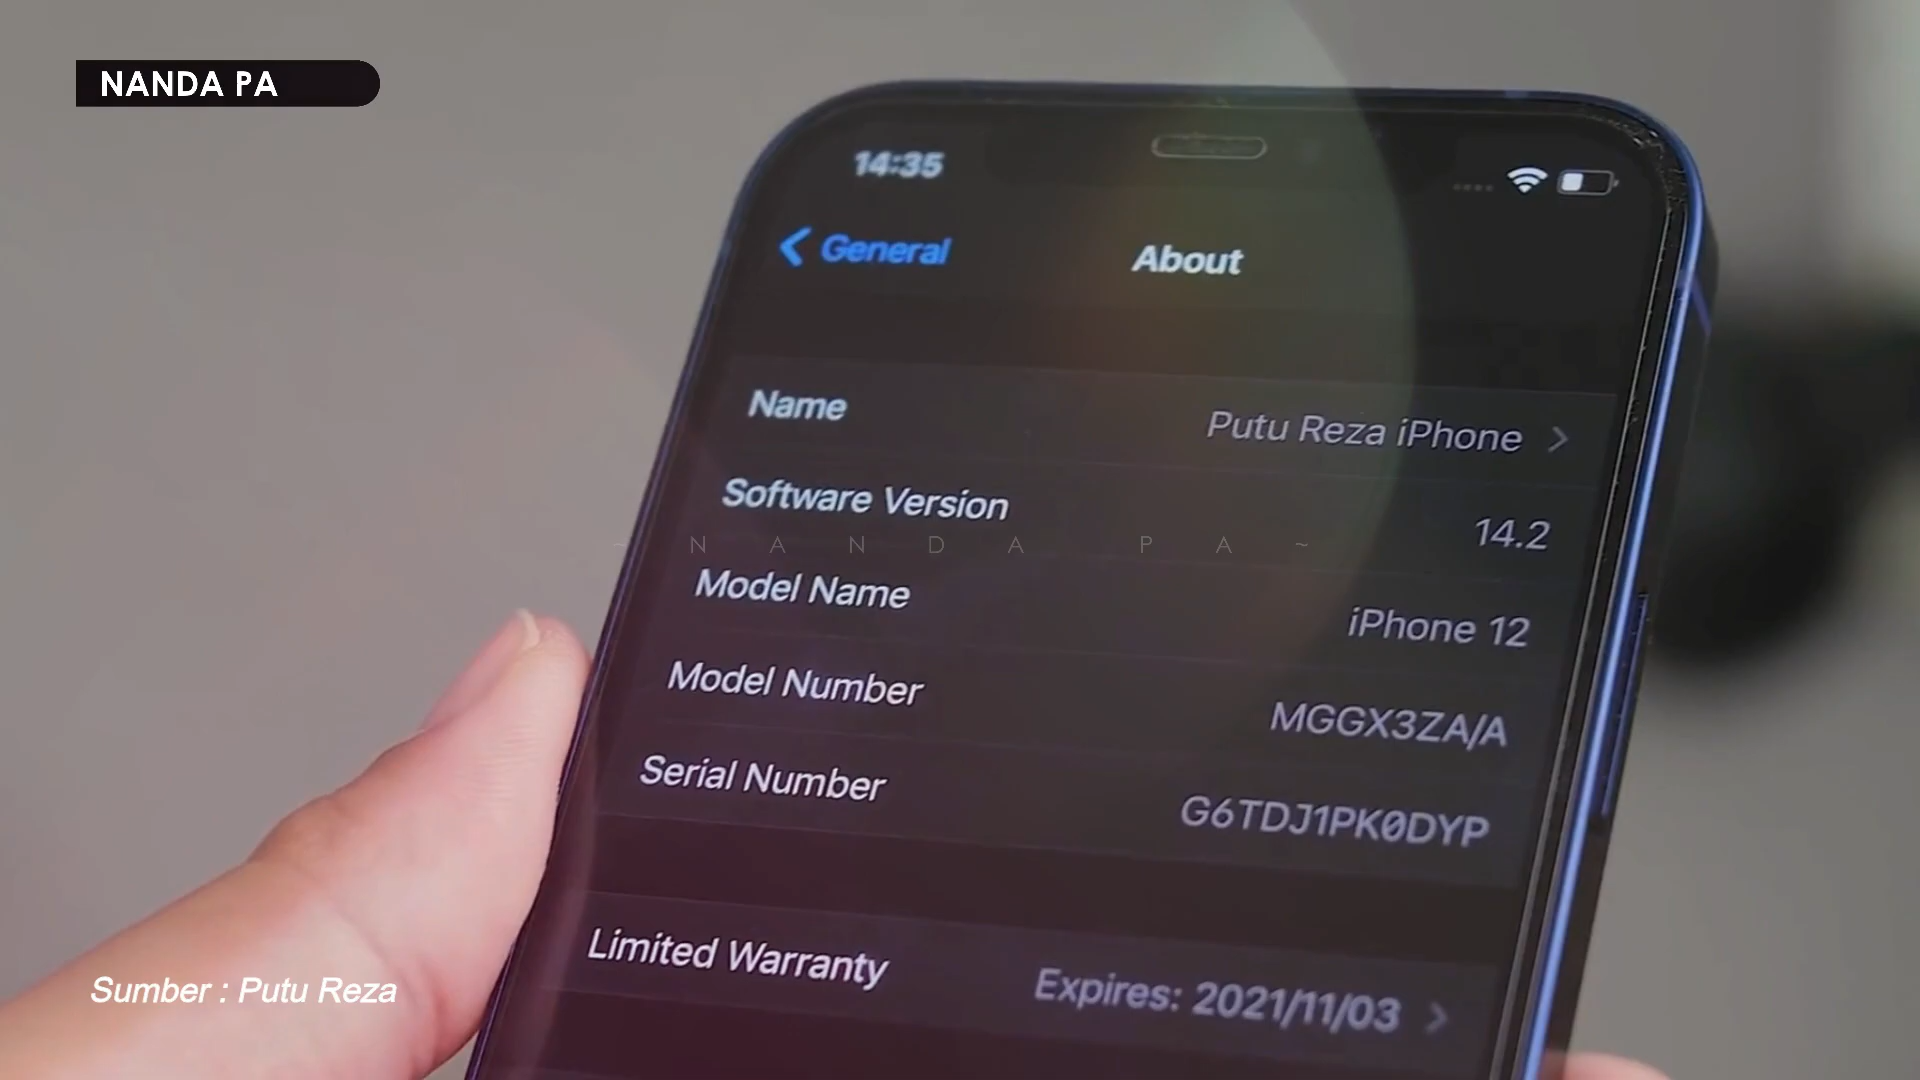 NANDA PA
14:35
General
About
Name
Putu Reza iPhone
Software Version
14.2
~ N A N D A P A ~
Model Name
iPhone 12
Model Number
MGGX3ZA/A
Serial Number
G6TDJ1PK0DYP
Limited Warranty
Expires: 2021/11/03
Sumber : Putu Reza